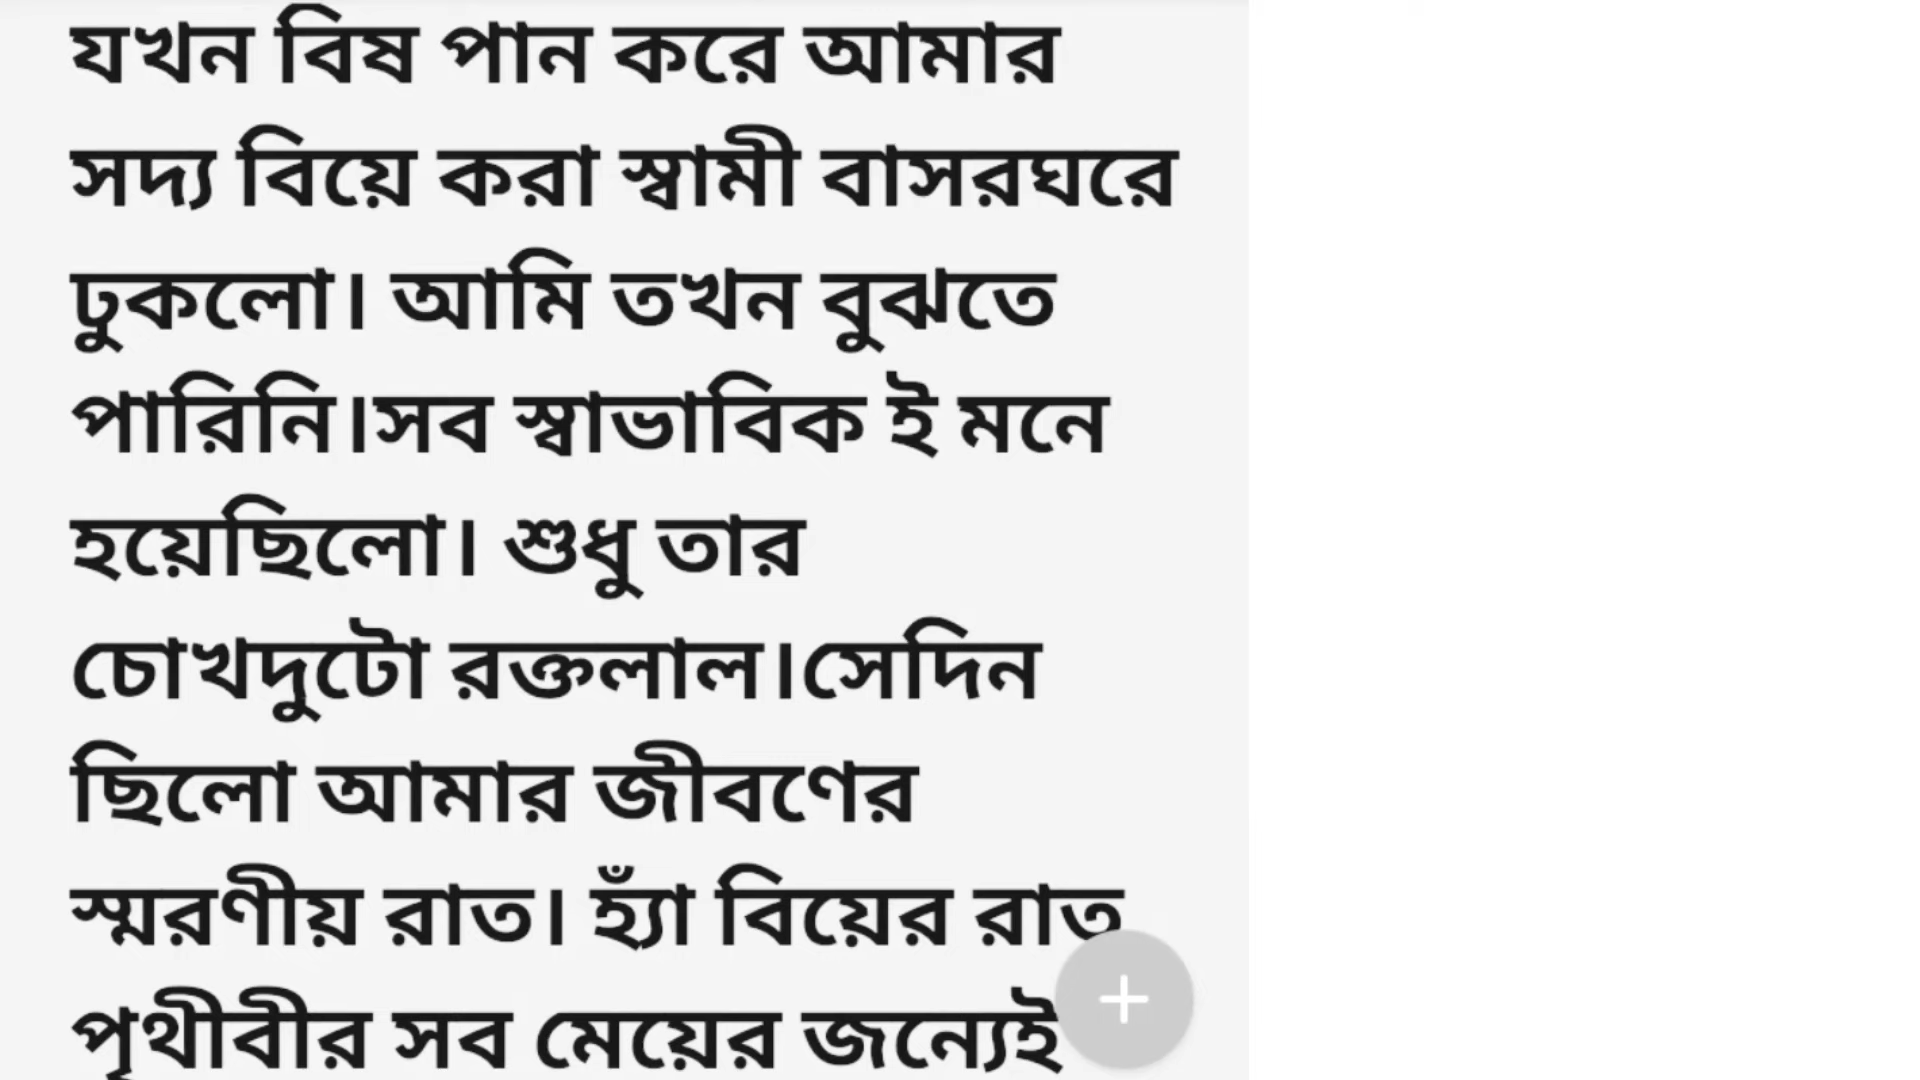 যখন বিষ পান করে আমার
সদ্য বিয়ে করা স্বামী বাসরঘরে
ঢুকলো। আমি তখন বুঝতে
পারিনি।সব স্বাভাবিক ই মনে
হয়েছিলো। শুধু তার
চোখদুটো রক্তলাল।সেদিন
ছিলো আমার জীবণের
স্মরণীয় রাত। হ্যাঁ বিয়ের রাত
পৃথীবীর সব মেয়ের জন্যেই